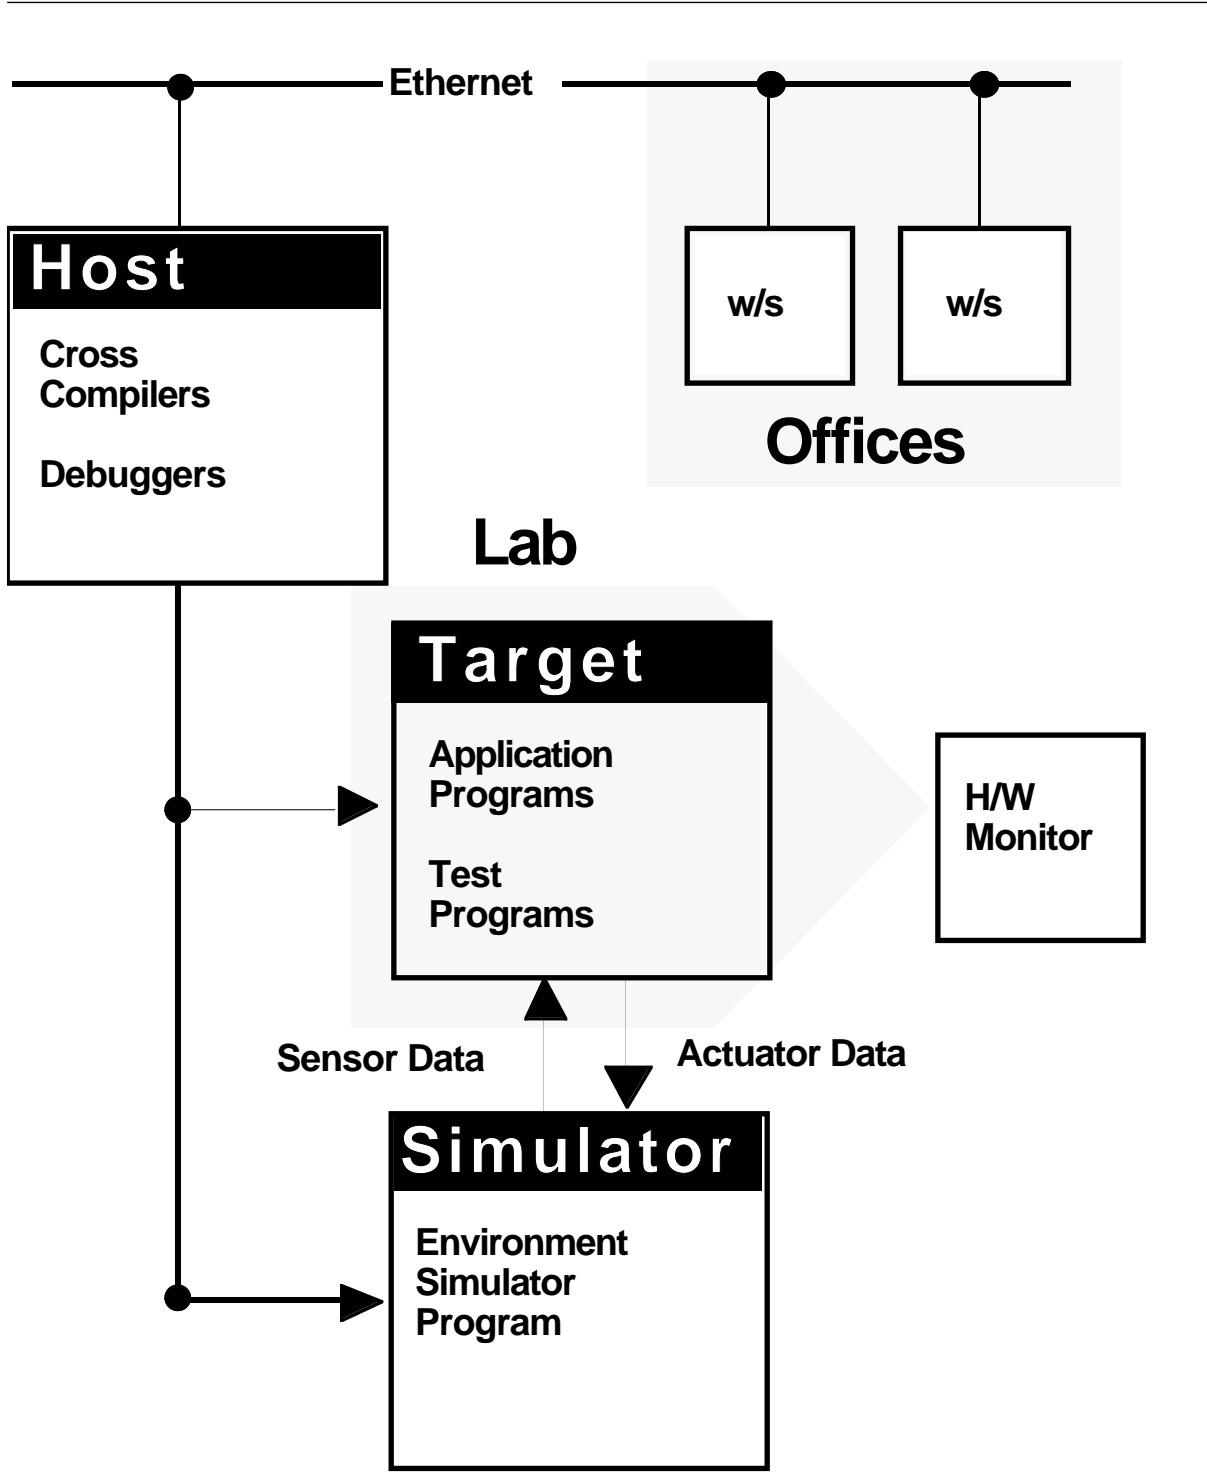 Ethernet
Host
Cross
Compilers
Debuggers
w/s
w/s
Offices
Lab
Target
Application
Programs
Test
Programs
H/W
Monitor
Sensor Data
Actuator Data
Simulator
Environment
Simulator
Program